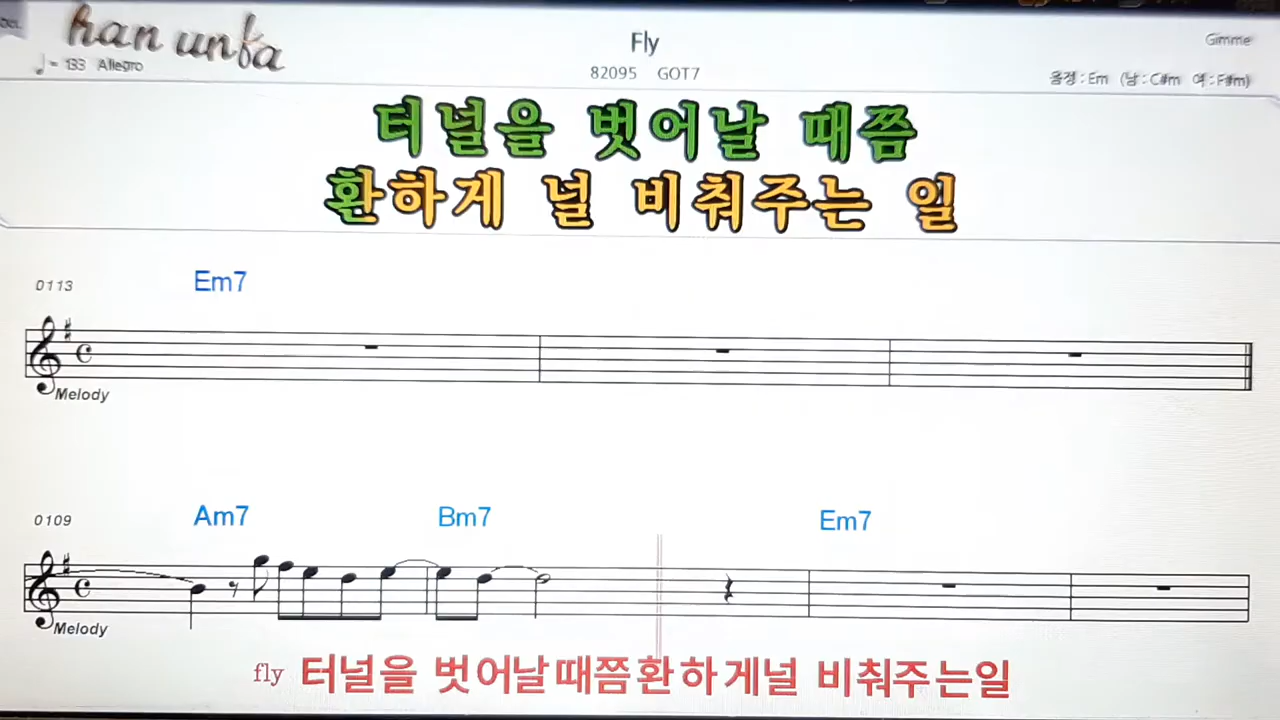 han unfa
Fly
Gimme
♩= 133 Allegro
82095 GOT7
음정 : Em (남 : C#m 여 : F#m)
터널을 벗어날 때쯤
환하게 널 비춰주는 일
0113 Em7
Melody
0109 Am7 Bm7 Em7
Melody
fly 터널을 벗어날때쯤환하게널 비춰주는일